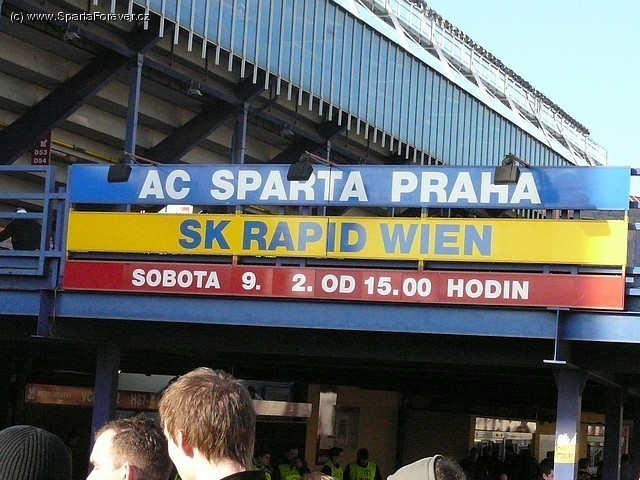 (c) www.SpartaForever.cz
D53
D54
AC SPARTA PRAHA
SK RAPID WIEN
SOBOTA 9. 2. OD 15.00 HODIN